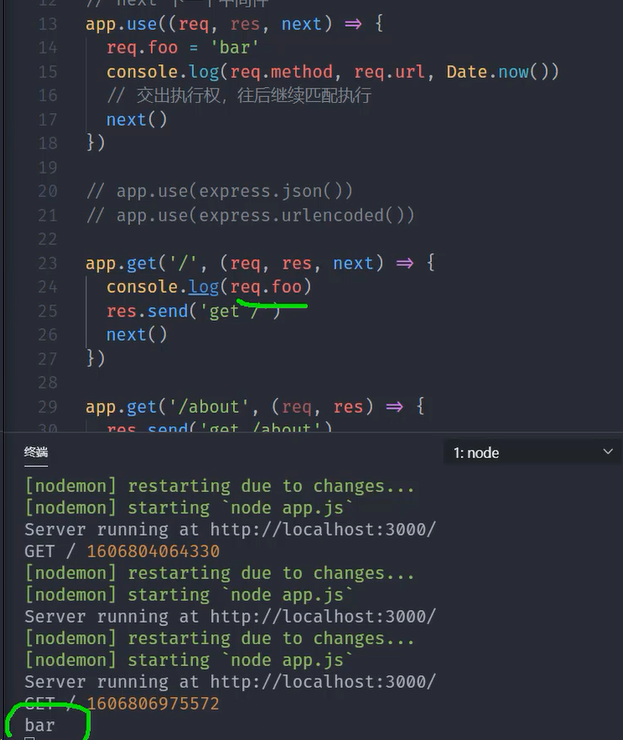 12 // next 下一个中间件
13 app.use((req, res, next) => {
14 req.foo = 'bar'
15 console.log(req.method, req.url, Date.now())
16 // 交出执行权，往后继续匹配执行
17 next()
18 })
19
20 // app.use(express.json())
21 // app.use(express.urlencoded())
22
23 app.get('/', (req, res, next) => {
24 console.log(req.foo)
25 res.send('get /')
26 next()
27 })
28
29 app.get('/about', (req, res) => {
30 res.send('get /about')
终端
1: node
[nodemon] restarting due to changes...
[nodemon] starting `node app.js`
Server running at http://localhost:3000/
GET / 1606804064330
[nodemon] restarting due to changes...
[nodemon] starting `node app.js`
Server running at http://localhost:3000/
[nodemon] restarting due to changes...
[nodemon] starting `node app.js`
Server running at http://localhost:3000/
GET / 1606806975572
bar